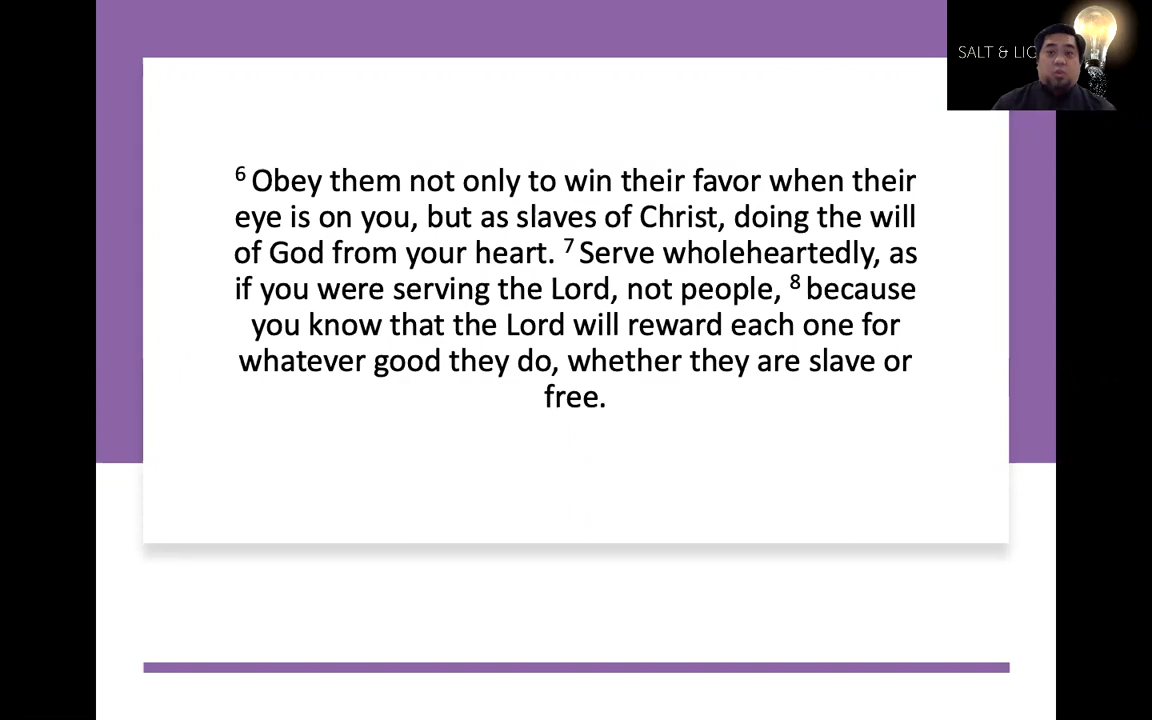 SALT & LIG
⁶ Obey them not only to win their favor when their
eye is on you, but as slaves of Christ, doing the will
of God from your heart. ⁷ Serve wholeheartedly, as
if you were serving the Lord, not people, ⁸ because
you know that the Lord will reward each one for
whatever good they do, whether they are slave or
free.